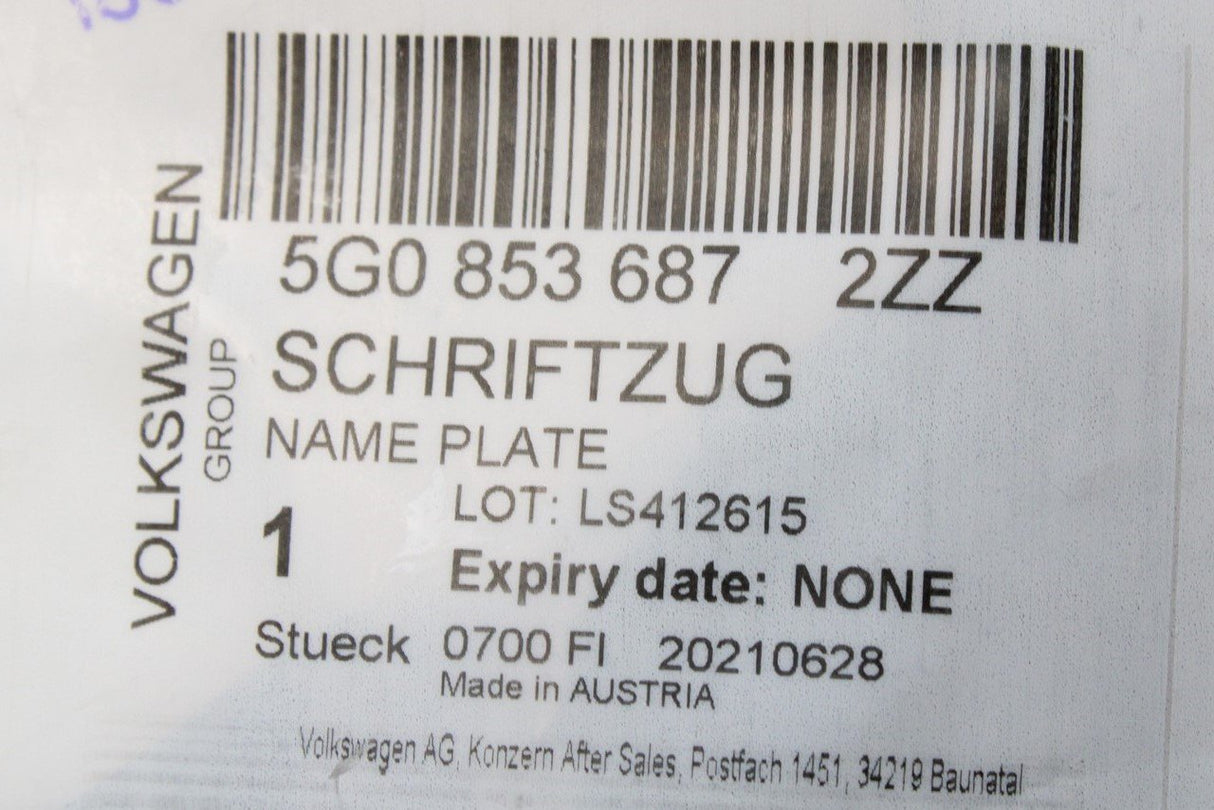 VOLKSWAGEN
GROUP
5G0 853 687 2ZZ
SCHRIFTZUG
NAME PLATE
LOT: LS412615
1
Expiry date: NONE
Stueck 0700 FI 20210628
Made in AUSTRIA
Volkswagen AG, Konzern After Sales, Postfach 1451, 34219 Baunatal